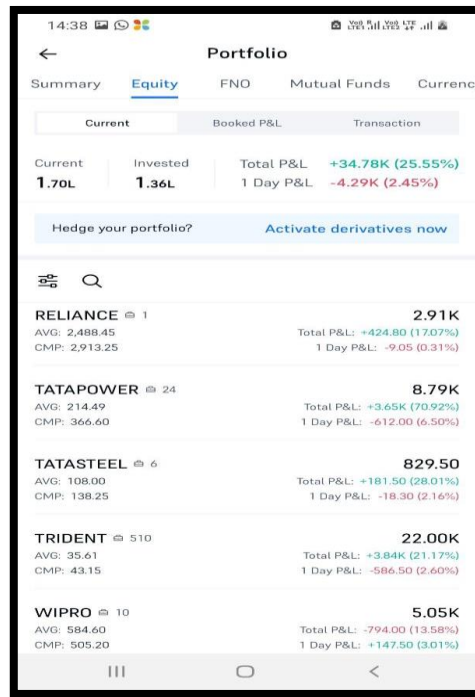 14:38
Vo)) LTE1 Vo)) LTE2 LTE
Portfolio
Summary Equity FNO Mutual Funds Currenc
Current Booked P&L Transaction
Current Invested Total P&L +34.78K (25.55%)
1.70L 1.36L 1 Day P&L -4.29K (2.45%)
Hedge your portfolio? Activate derivatives now
RELIANCE 1 2.91K
AVG: 2,488.45 Total P&L: +424.80 (17.07%)
CMP: 2,913.25 1 Day P&L: -9.05 (0.31%)
TATAPOWER 24 8.79K
AVG: 214.49 Total P&L: +3.65K (70.92%)
CMP: 366.60 1 Day P&L: -612.00 (6.50%)
TATASTEEL 6 829.50
AVG: 108.00 Total P&L: +181.50 (28.01%)
CMP: 138.25 1 Day P&L: -18.30 (2.16%)
TRIDENT 510 22.00K
AVG: 35.61 Total P&L: +3.84K (21.17%)
CMP: 43.15 1 Day P&L: -586.50 (2.60%)
WIPRO 10 5.05K
AVG: 584.60 Total P&L: -794.00 (13.58%)
CMP: 505.20 1 Day P&L: +147.50 (3.01%)